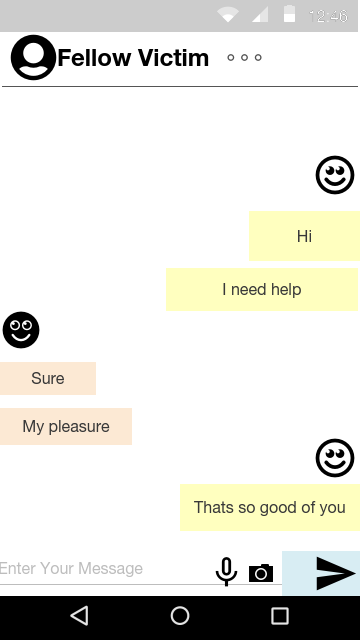 12:46
Fellow Victim
Hi
I need help
Sure
My pleasure
Thats so good of you
Enter Your Message